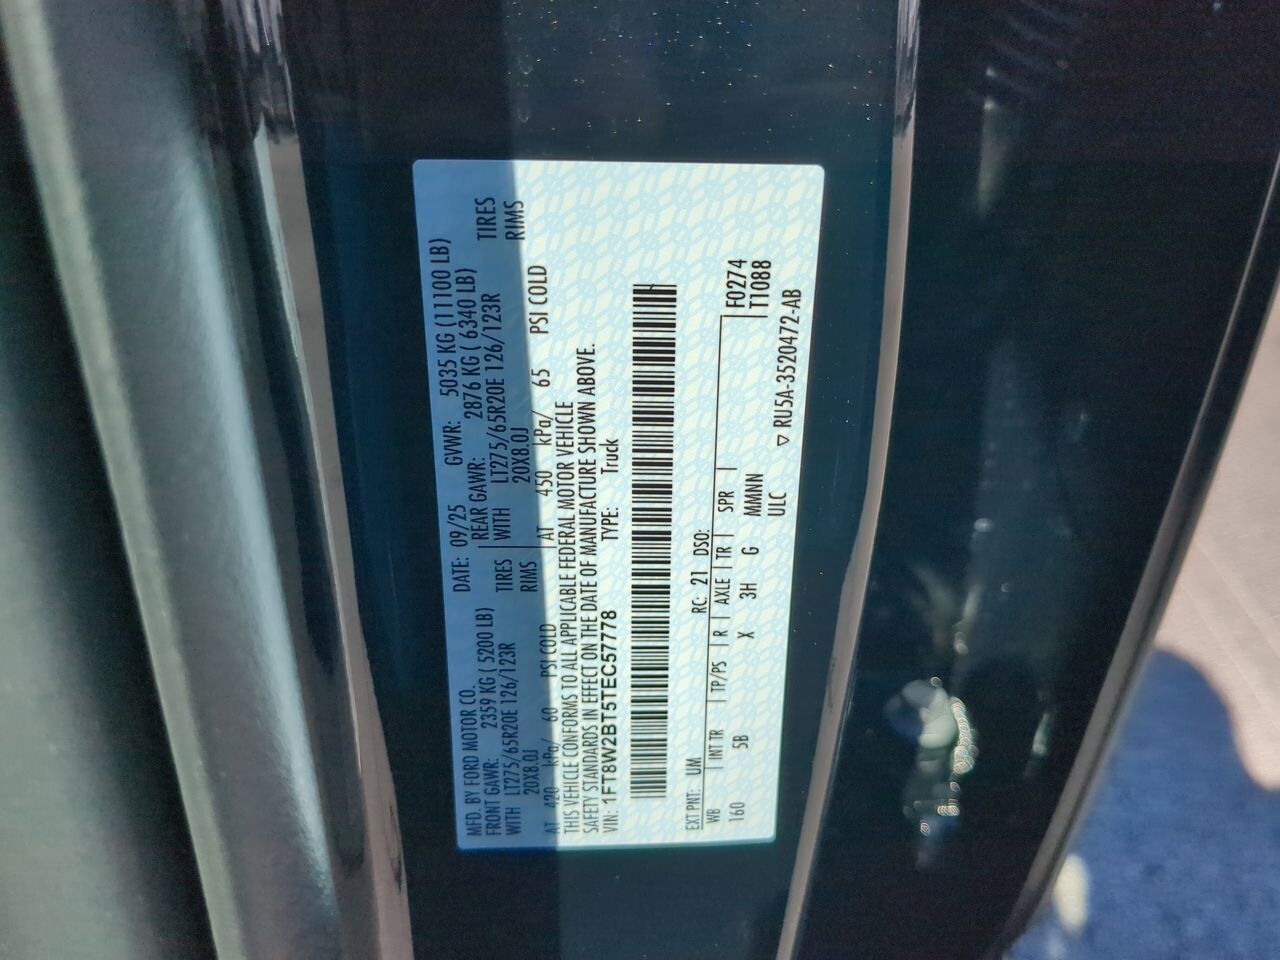 MFD. BY FORD MOTOR CO.
DATE: 09/25 GVWR: 5035 KG (11100 LB)
FRONT GAWR: 2359 KG ( 5200 LB) REAR GAWR: 2876 KG ( 6340 LB)
WITH LT275/65R20E 126/123R TIRES WITH LT275/65R20E 126/123R TIRES
20X8.0J RIMS 20X8.0J RIMS
AT 420 kPa/ 60 PSI COLD AT 450 kPa/ 65 PSI COLD
THIS VEHICLE CONFORMS TO ALL APPLICABLE FEDERAL MOTOR VEHICLE
SAFETY STANDARDS IN EFFECT ON THE DATE OF MANUFACTURE SHOWN ABOVE.
VIN: 1FT8W2BT5TEC57778 TYPE: Truck
F0274
T1088
EXT PNT: UM RC: 21 DSO:
WB INT TR TP/PS R AXLE TR SPR
160 5B X 3H G MMNN
ULC
▽ RU5A-3520472-AB